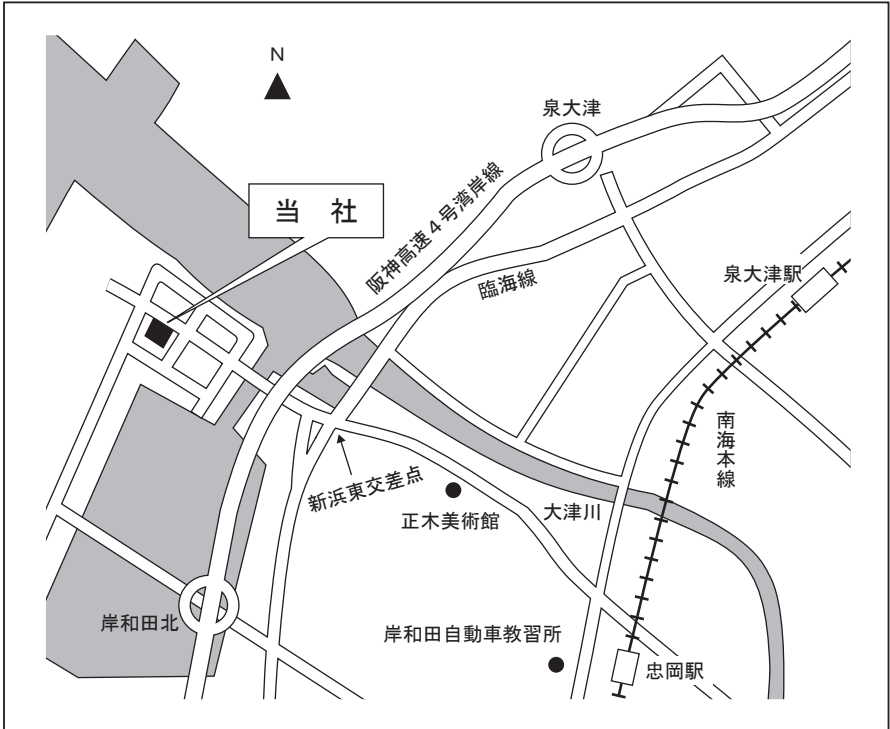 N
泉大津
当 社
阪神高速4号湾岸線
臨海線
泉大津駅
南海本線
新浜東交差点
正木美術館
大津川
岸和田北
岸和田自動車教習所
忠岡駅